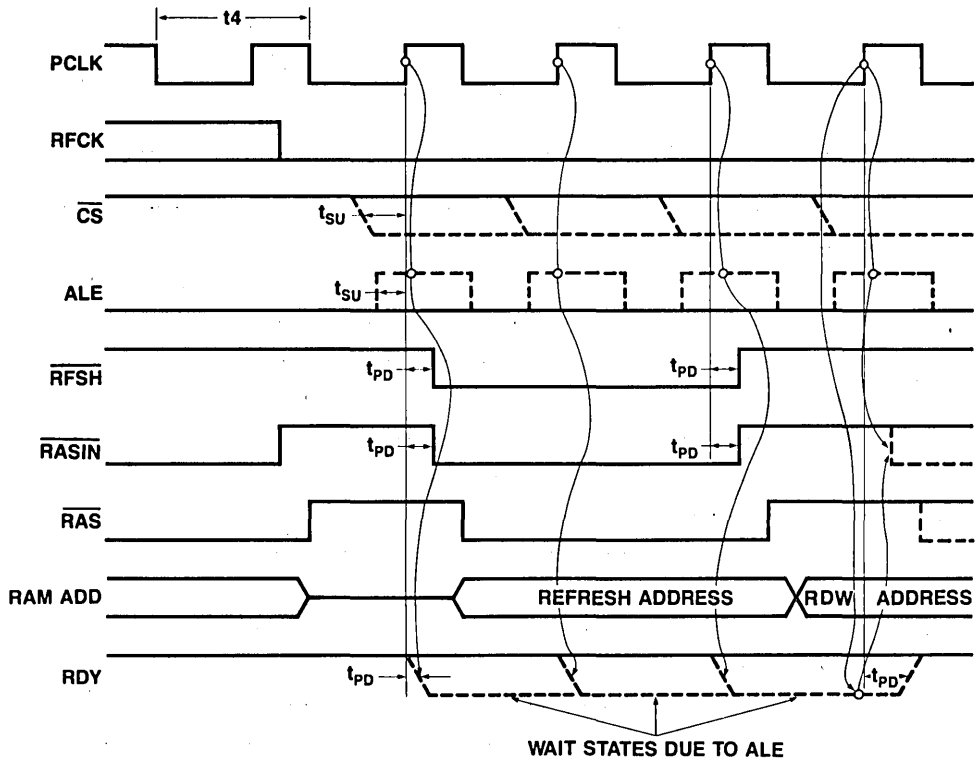 t4
PCLK
RFCK
CS
tSU
ALE
tSU
RFSH
tPD
tPD
RASIN
tPD
tPD
RAS
RAM ADD
REFRESH ADDRESS
RDW ADDRESS
RDY
tPD
tPD
WAIT STATES DUE TO ALE